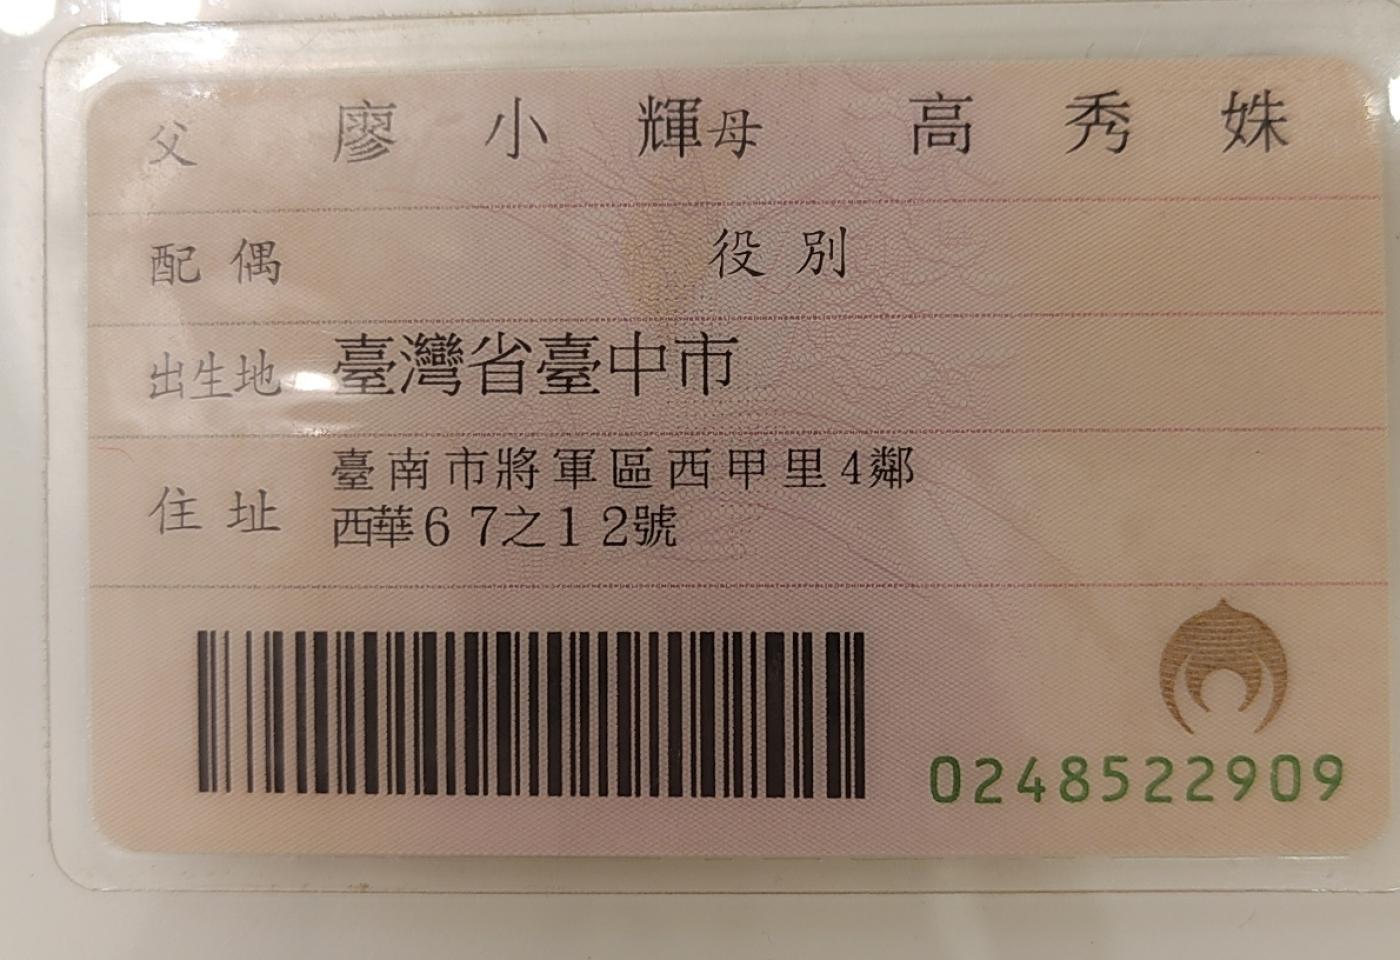 父 廖小輝 母 高秀姝
配偶 役別
出生地 臺灣省臺中市
住址 臺南市將軍區西甲里4鄰
西華67之12號
0248522909